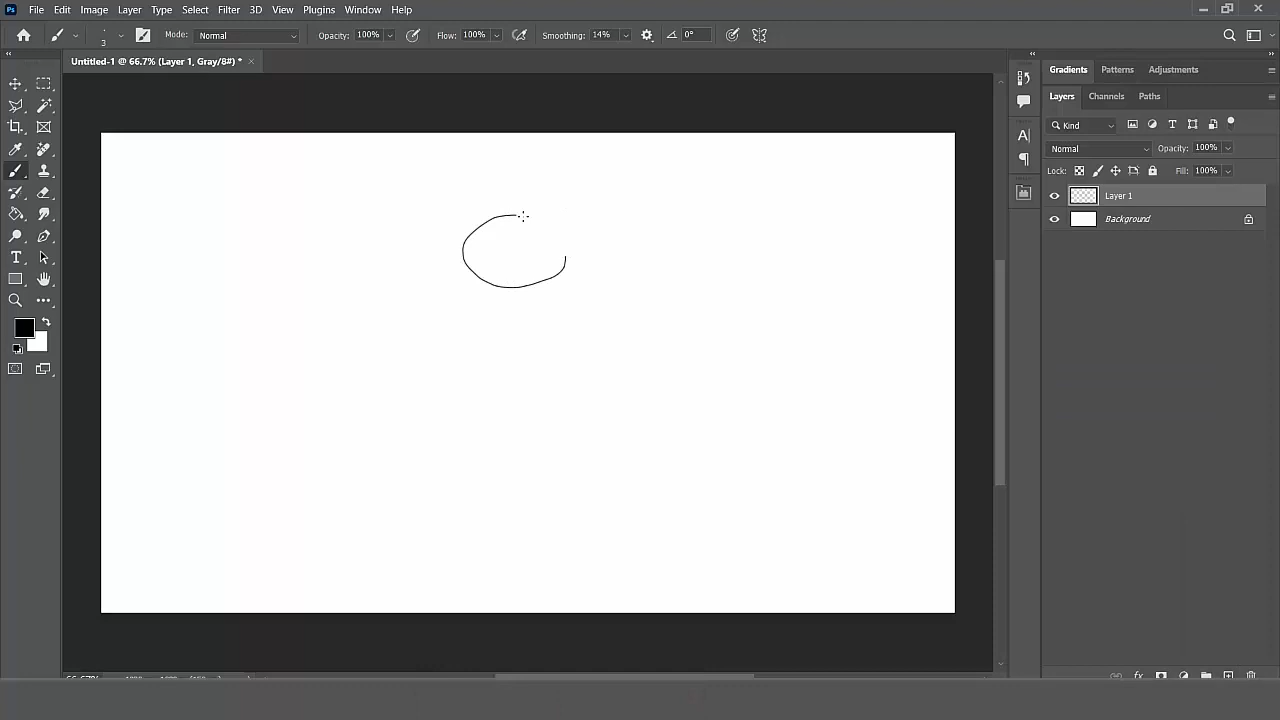 Ps File Edit Image Layer Type Select Filter 3D View Plugins Window Help
3 Mode: Normal Opacity: 100% Flow: 100% Smoothing: 14% 0°
Untitled-1 @ 66.7% (Layer 1, Gray/8#) *
Gradients Patterns Adjustments
Layers Channels Paths
Kind
Normal Opacity: 100%
Lock: Fill: 100%
Layer 1
Background